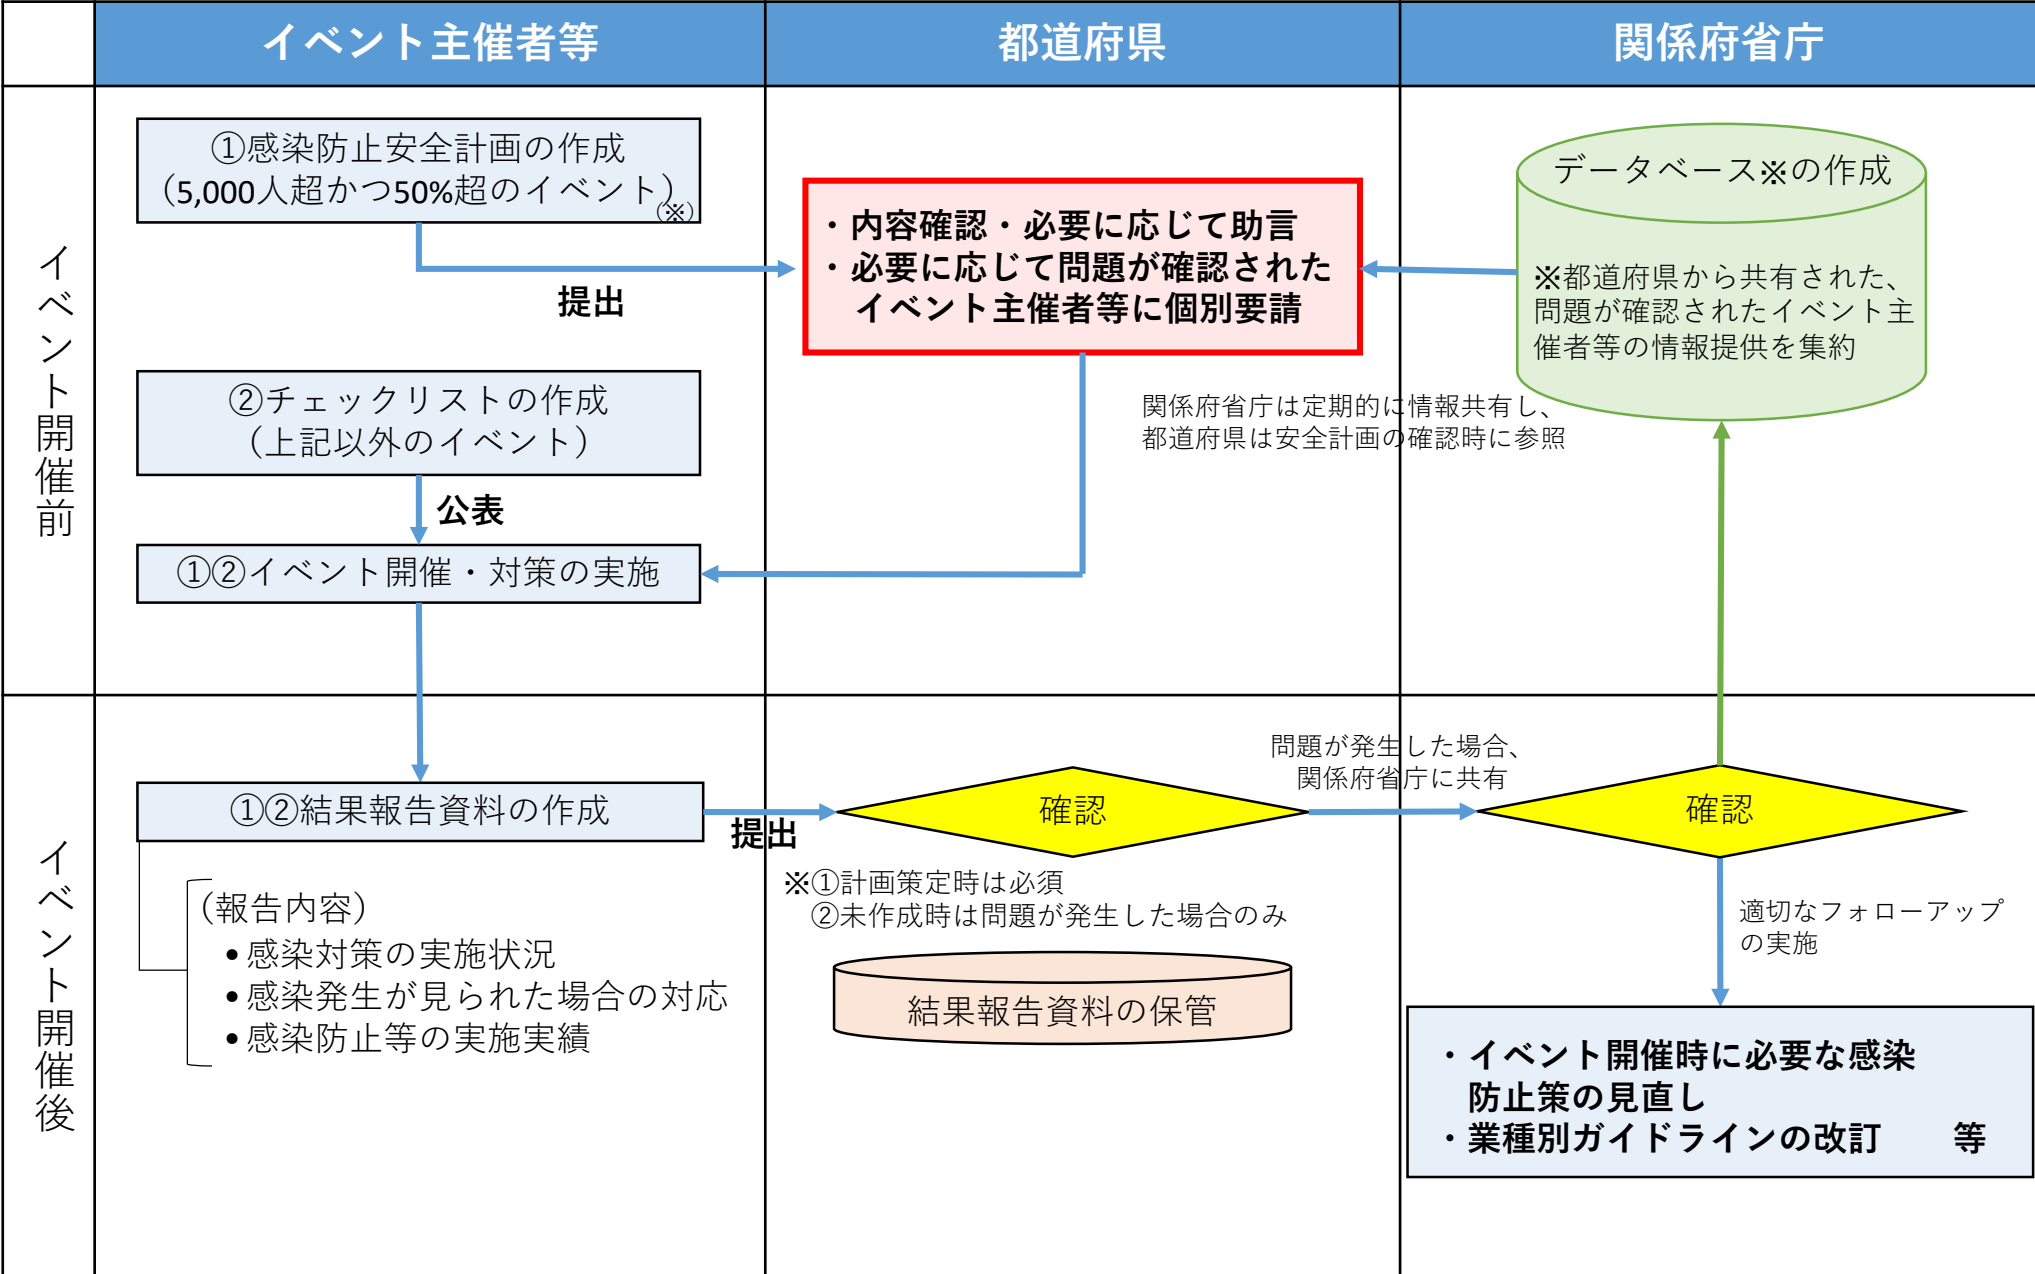 イベント主催者等
都道府県
関係府省庁
イベント開催前
①感染防止安全計画の作成
（5,000人超かつ50%超のイベント）
（※）
提出
・内容確認・必要に応じて助言
・必要に応じて問題が確認された
イベント主催者等に個別要請
データベース※の作成
※都道府県から共有された、
問題が確認されたイベント主
催者等の情報提供を集約
関係府省庁は定期的に情報共有し、
都道府県は安全計画の確認時に参照
②チェックリストの作成
（上記以外のイベント）
公表
①②イベント開催・対策の実施
イベント開催後
①②結果報告資料の作成
提出
確認
問題が発生した場合、
関係府省庁に共有
確認
※①計画策定時は必須
②未作成時は問題が発生した場合のみ
結果報告資料の保管
（報告内容）
•感染対策の実施状況
•感染発生が見られた場合の対応
•感染防止等の実施実績
適切なフォローアップ
の実施
・イベント開催時に必要な感染
防止策の見直し
・業種別ガイドラインの改訂　　等